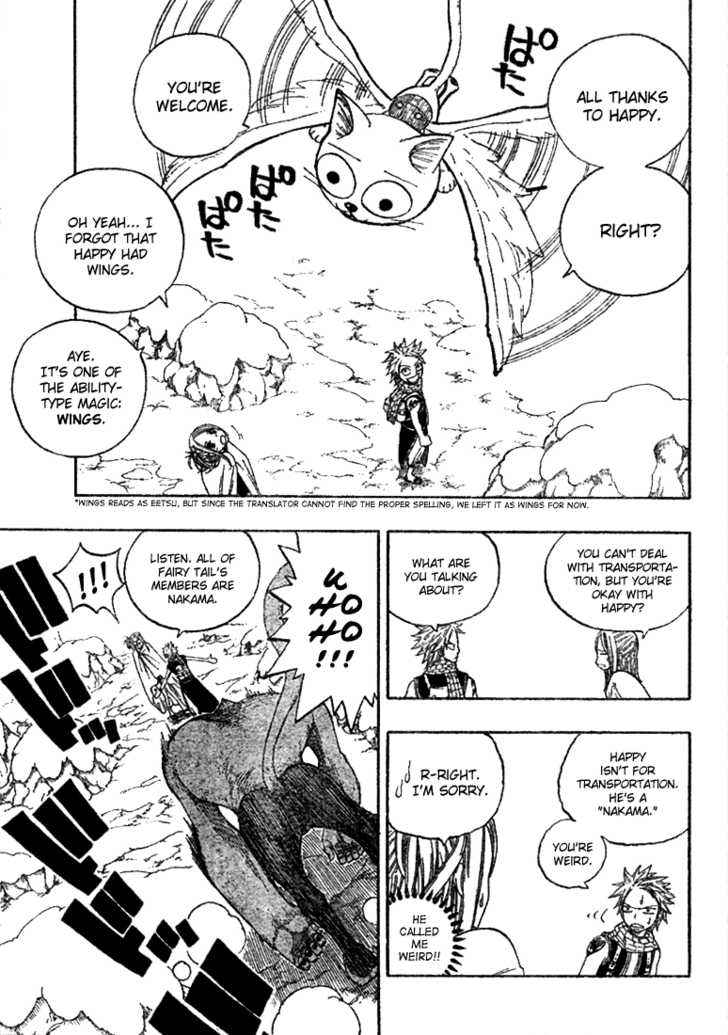 ALL THANKS
TO HAPPY.
RIGHT?
ぱた
YOU'RE
WELCOME.
ぱた
ぱた
OH YEAH... I
FORGOT THAT
HAPPY HAD
WINGS.
AYE.
IT'S ONE OF
THE ABILITY-
TYPE MAGIC:
WINGS.
*WINGS READS AS EETSU, BUT SINCE THE TRANSLATOR CANNOT FIND THE PROPER SPELLING, WE LEFT IT AS WINGS FOR NOW.
YOU CAN'T DEAL
WITH TRANSPORTA-
TION, BUT YOU'RE
OKAY WITH
HAPPY?
WHAT ARE
YOU TALKING
ABOUT?
HAPPY
ISN'T FOR
TRANSPORTATION.
HE'S A
"NAKAMA."
YOU'RE
WEIRD.
R-RIGHT.
I'M SORRY.
HE
CALLED
ME
WEIRD!!
HO
HO
!!!
LISTEN. ALL OF
FAIRY TAIL'S
MEMBERS ARE
NAKAMA.
!!!